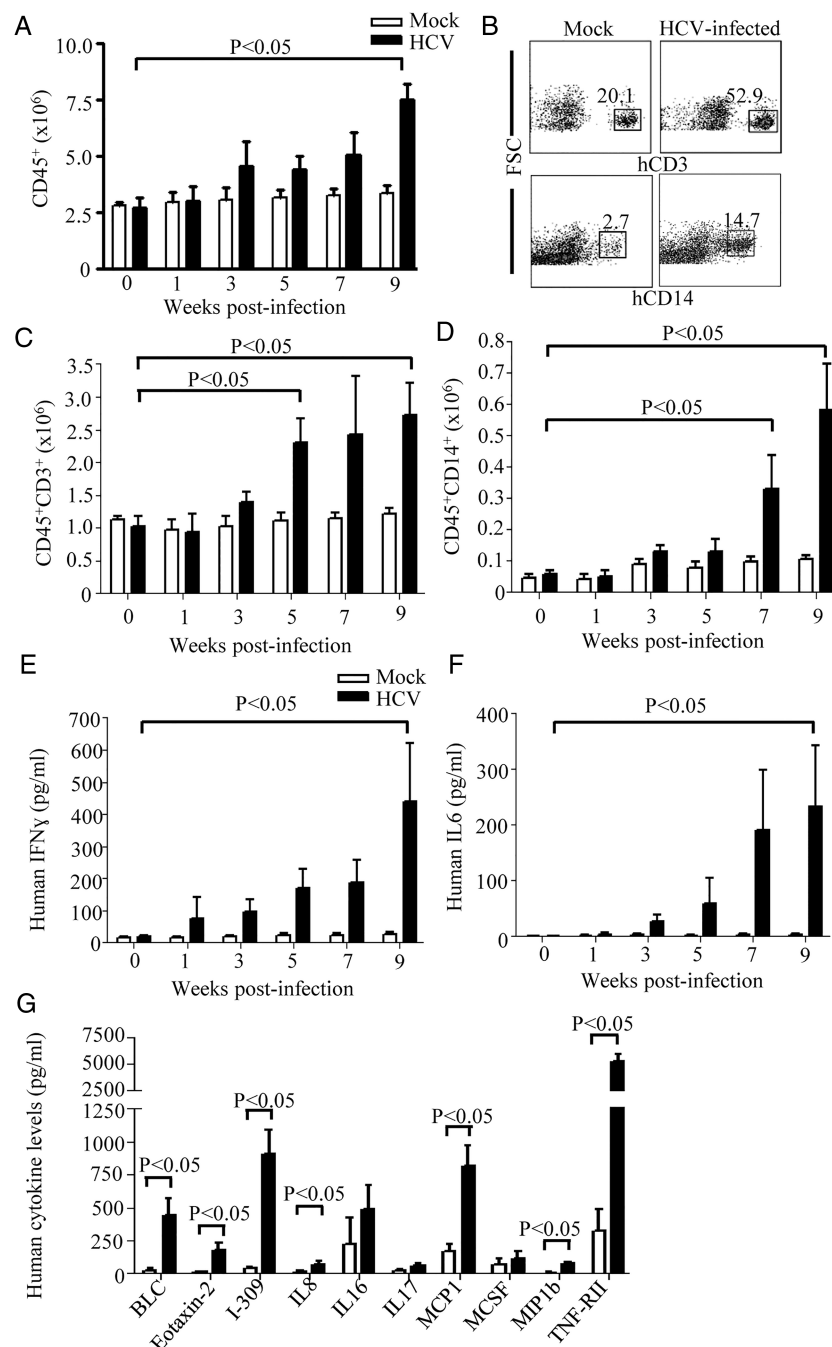 A
Mock
HCV
P<0.05
CD45⁺ (x10⁶)
10.0
7.5
5.0
2.5
0
0 1 3 5 7 9
Weeks post-infection
B
Mock HCV-infected
20.1 52.9
hCD3
FSC
2.7 14.7
hCD14
C
P<0.05
P<0.05
CD45⁺CD3⁺ (x10⁶)
3.5
3.0
2.5
2.0
1.5
1.0
0.5
0
0 1 3 5 7 9
Weeks post-infection
D
P<0.05
P<0.05
CD45⁺CD14⁺ (x10⁶)
0.8
0.7
0.6
0.5
0.4
0.3
0.2
0.1
0
0 1 3 5 7 9
Weeks post-infection
E
Mock
HCV
P<0.05
Human IFNɣ (pg/ml)
700
600
500
400
300
200
100
0
0 1 3 5 7 9
Weeks post-infection
F
P<0.05
Human IL6 (pg/ml)
400
300
200
100
0
0 1 3 5 7 9
Weeks post-infection
G
Human cytokine levels (pg/ml)
7500
5000
2500
1250
1000
750
500
250
0
P<0.05
P<0.05
P<0.05
P<0.05
P<0.05
P<0.05
P<0.05
BLC
Eotaxin-2
I-309
IL8
IL16
IL17
MCP1
MCSF
MIP1b
TNF-RII